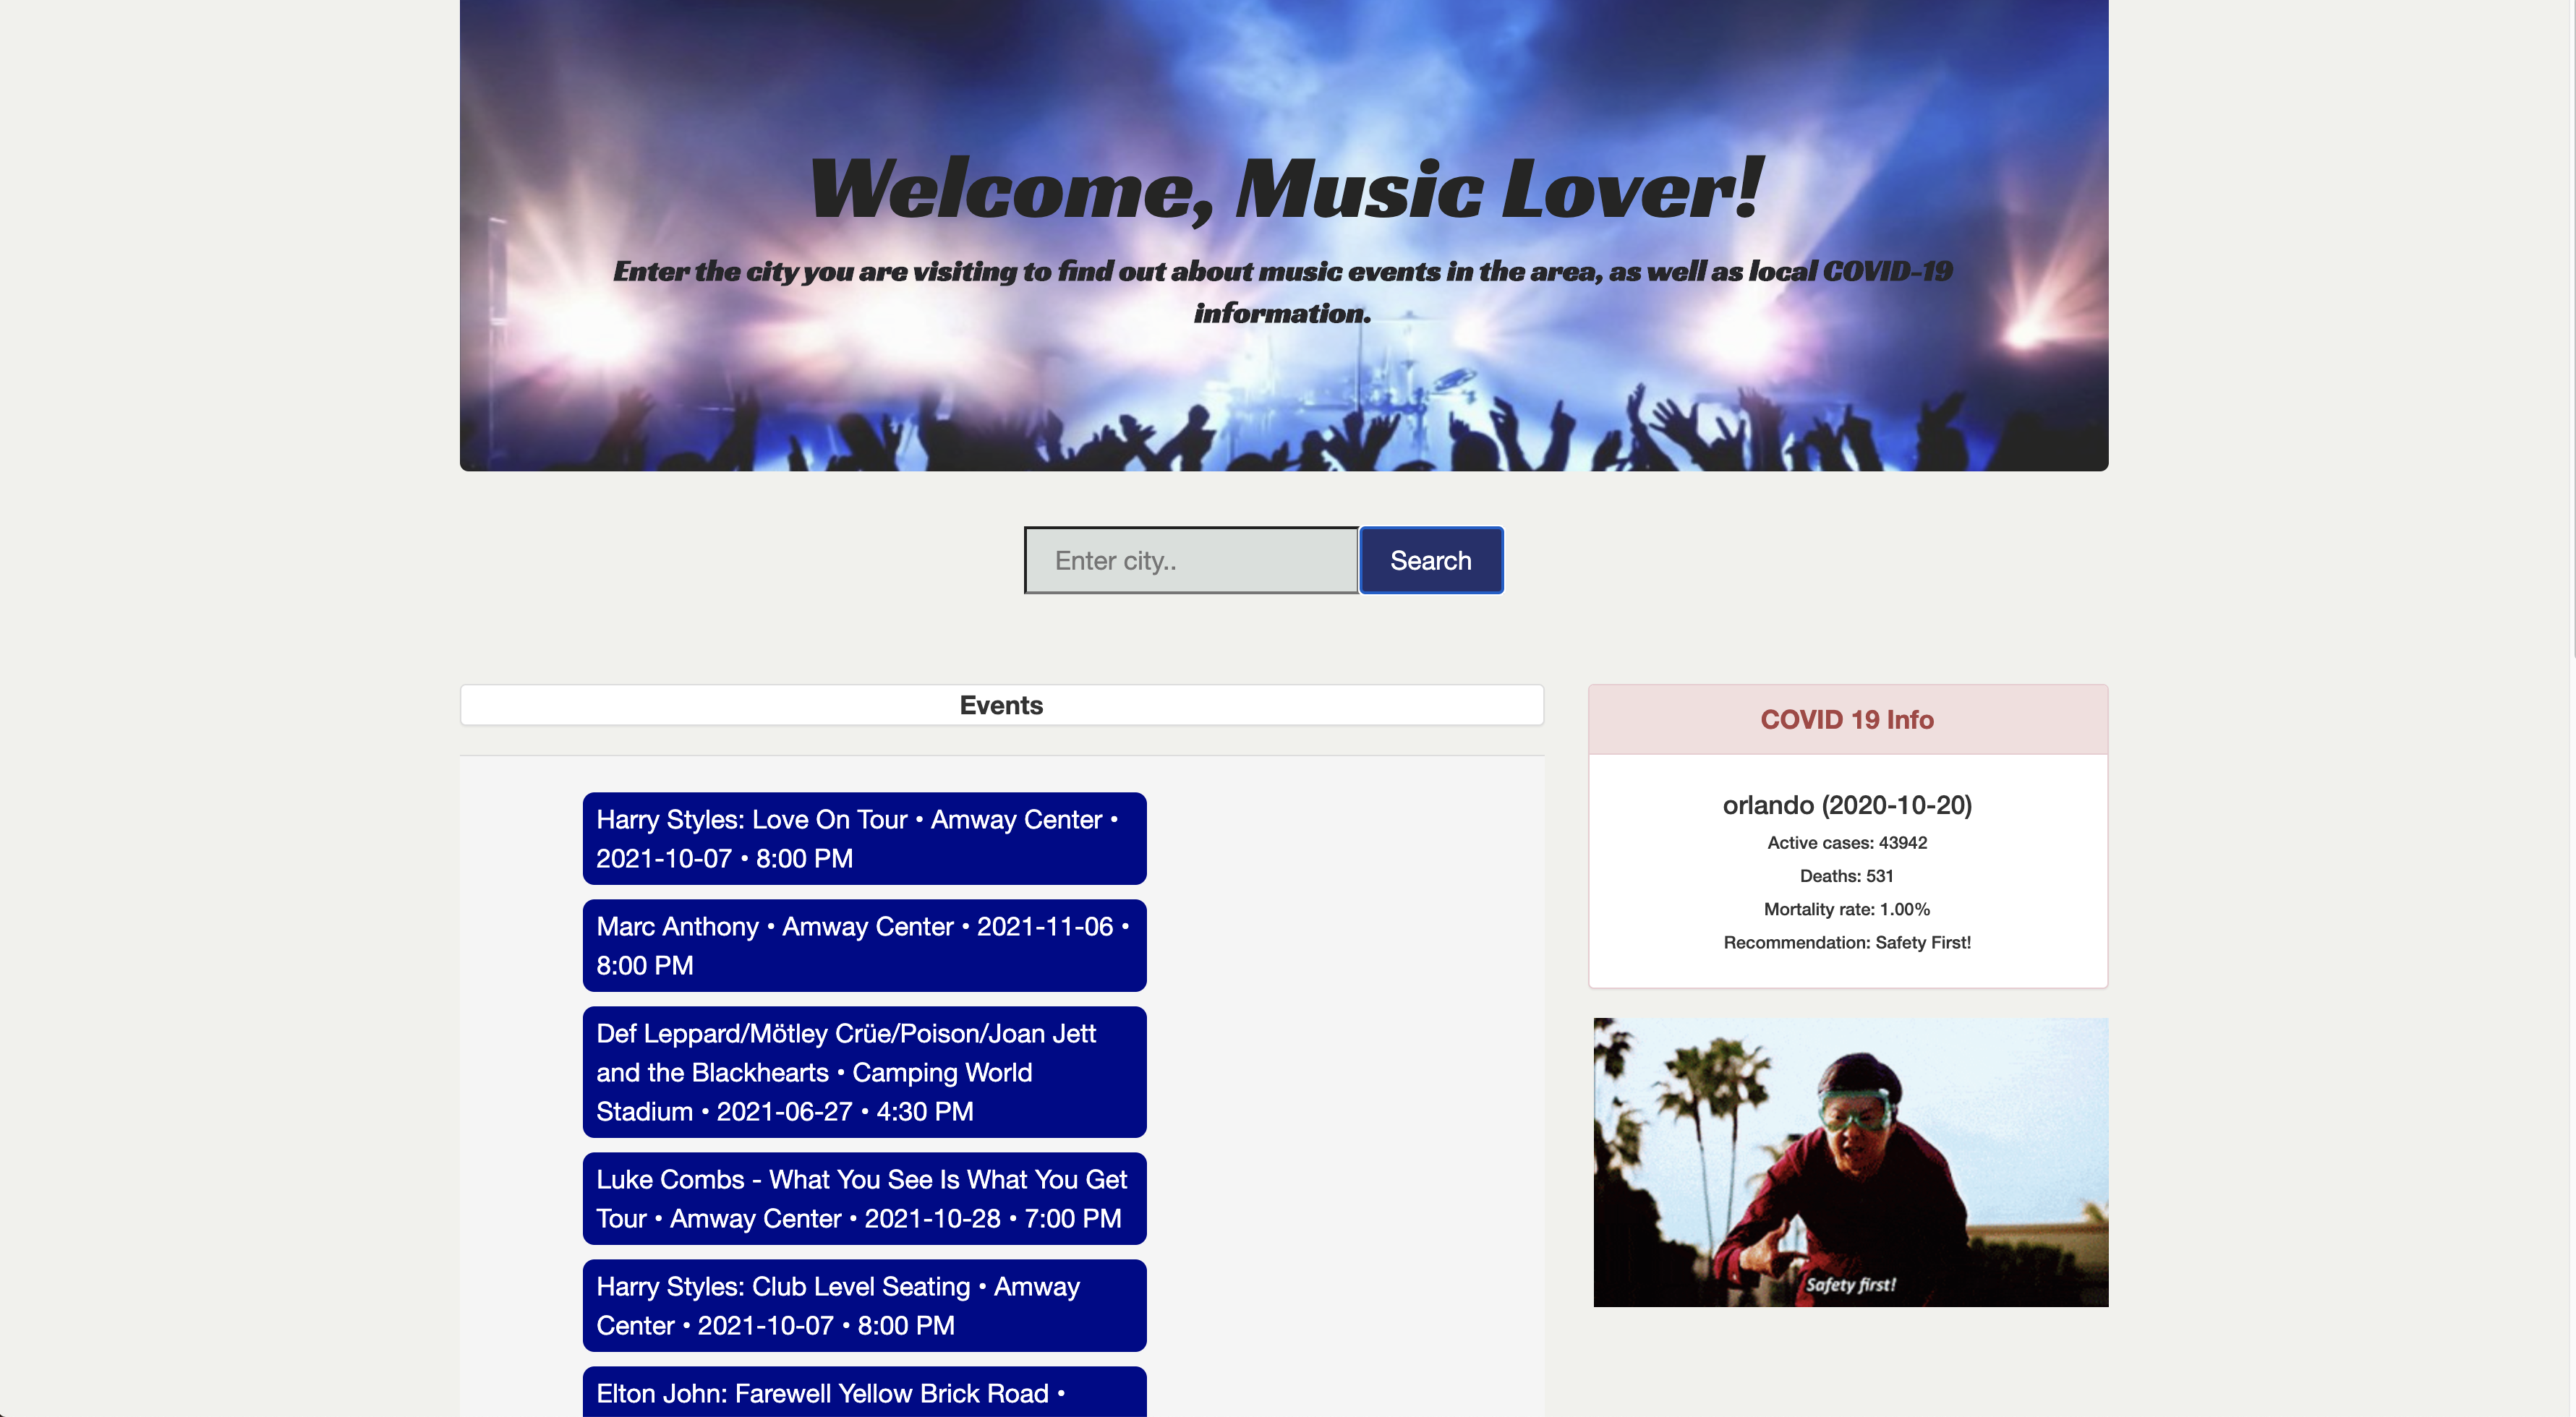 Welcome, Music Lover!
Enter the city you are visiting to find out about music events in the area, as well as local COVID-19
information.
Enter city..
Search
Events
Harry Styles: Love On Tour • Amway Center •
2021-10-07 • 8:00 PM
Marc Anthony • Amway Center • 2021-11-06 •
8:00 PM
Def Leppard/Mötley Crüe/Poison/Joan Jett
and the Blackhearts • Camping World
Stadium • 2021-06-27 • 4:30 PM
Luke Combs - What You See Is What You Get
Tour • Amway Center • 2021-10-28 • 7:00 PM
Harry Styles: Club Level Seating • Amway
Center • 2021-10-07 • 8:00 PM
Elton John: Farewell Yellow Brick Road •
COVID 19 Info
orlando (2020-10-20)
Active cases: 43942
Deaths: 531
Mortality rate: 1.00%
Recommendation: Safety First!
Safety first!